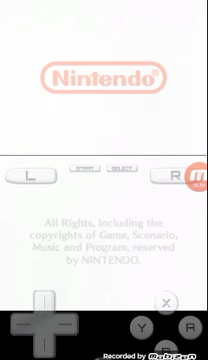 Nintendo®
L
START
SELECT
R
All Rights, including the
copyrights of Game, Scenario,
Music and Program, reserved
by NINTENDO.
X
Y
Recorded by Mobizen